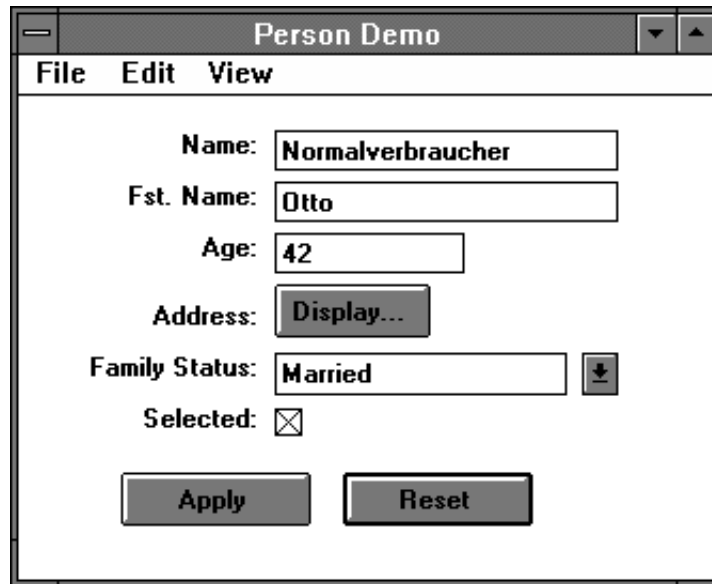 Person Demo
File Edit View
Name: Normalverbraucher
Fst. Name: Otto
Age: 42
Address: Display...
Family Status: Married
Selected:
Apply Reset